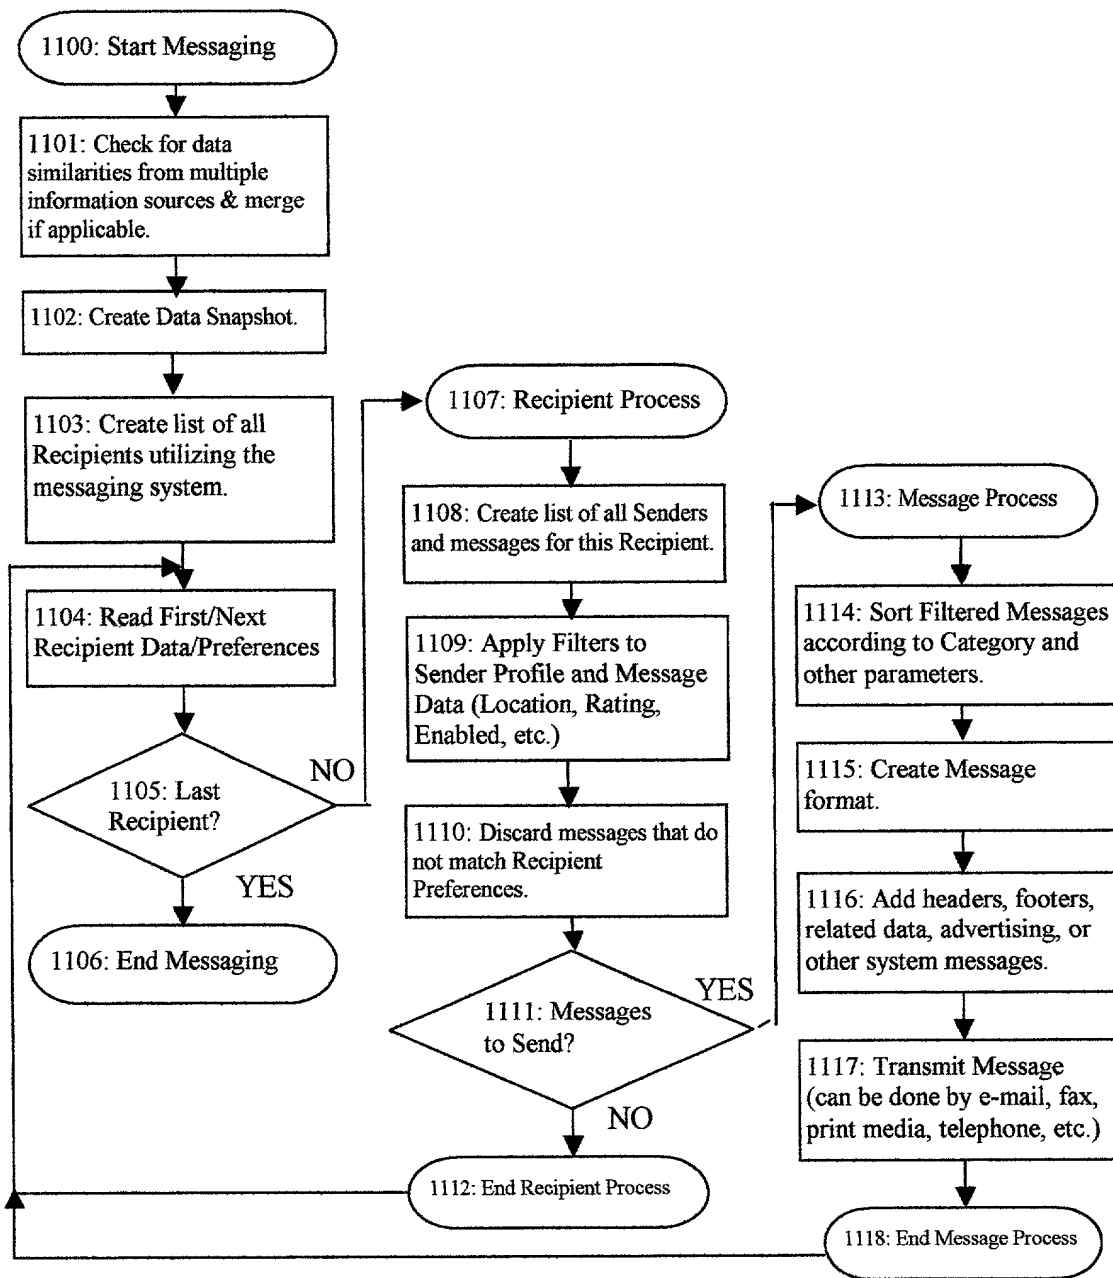 1100: Start Messaging
1101: Check for data
similarities from multiple
information sources & merge
if applicable.
1102: Create Data Snapshot.
1103: Create list of all
Recipients utilizing the
messaging system.
1104: Read First/Next
Recipient Data/Preferences
1105: Last
Recipient?
NO
YES
1106: End Messaging
1107: Recipient Process
1108: Create list of all Senders
and messages for this Recipient.
1109: Apply Filters to
Sender Profile and Message
Data (Location, Rating,
Enabled, etc.)
1110: Discard messages that do
not match Recipient
Preferences.
1111: Messages
to Send?
YES
NO
1112: End Recipient Process
1113: Message Process
1114: Sort Filtered Messages
according to Category and
other parameters.
1115: Create Message
format.
1116: Add headers, footers,
related data, advertising, or
other system messages.
1117: Transmit Message
(can be done by e-mail, fax,
print media, telephone, etc.)
1118: End Message Process